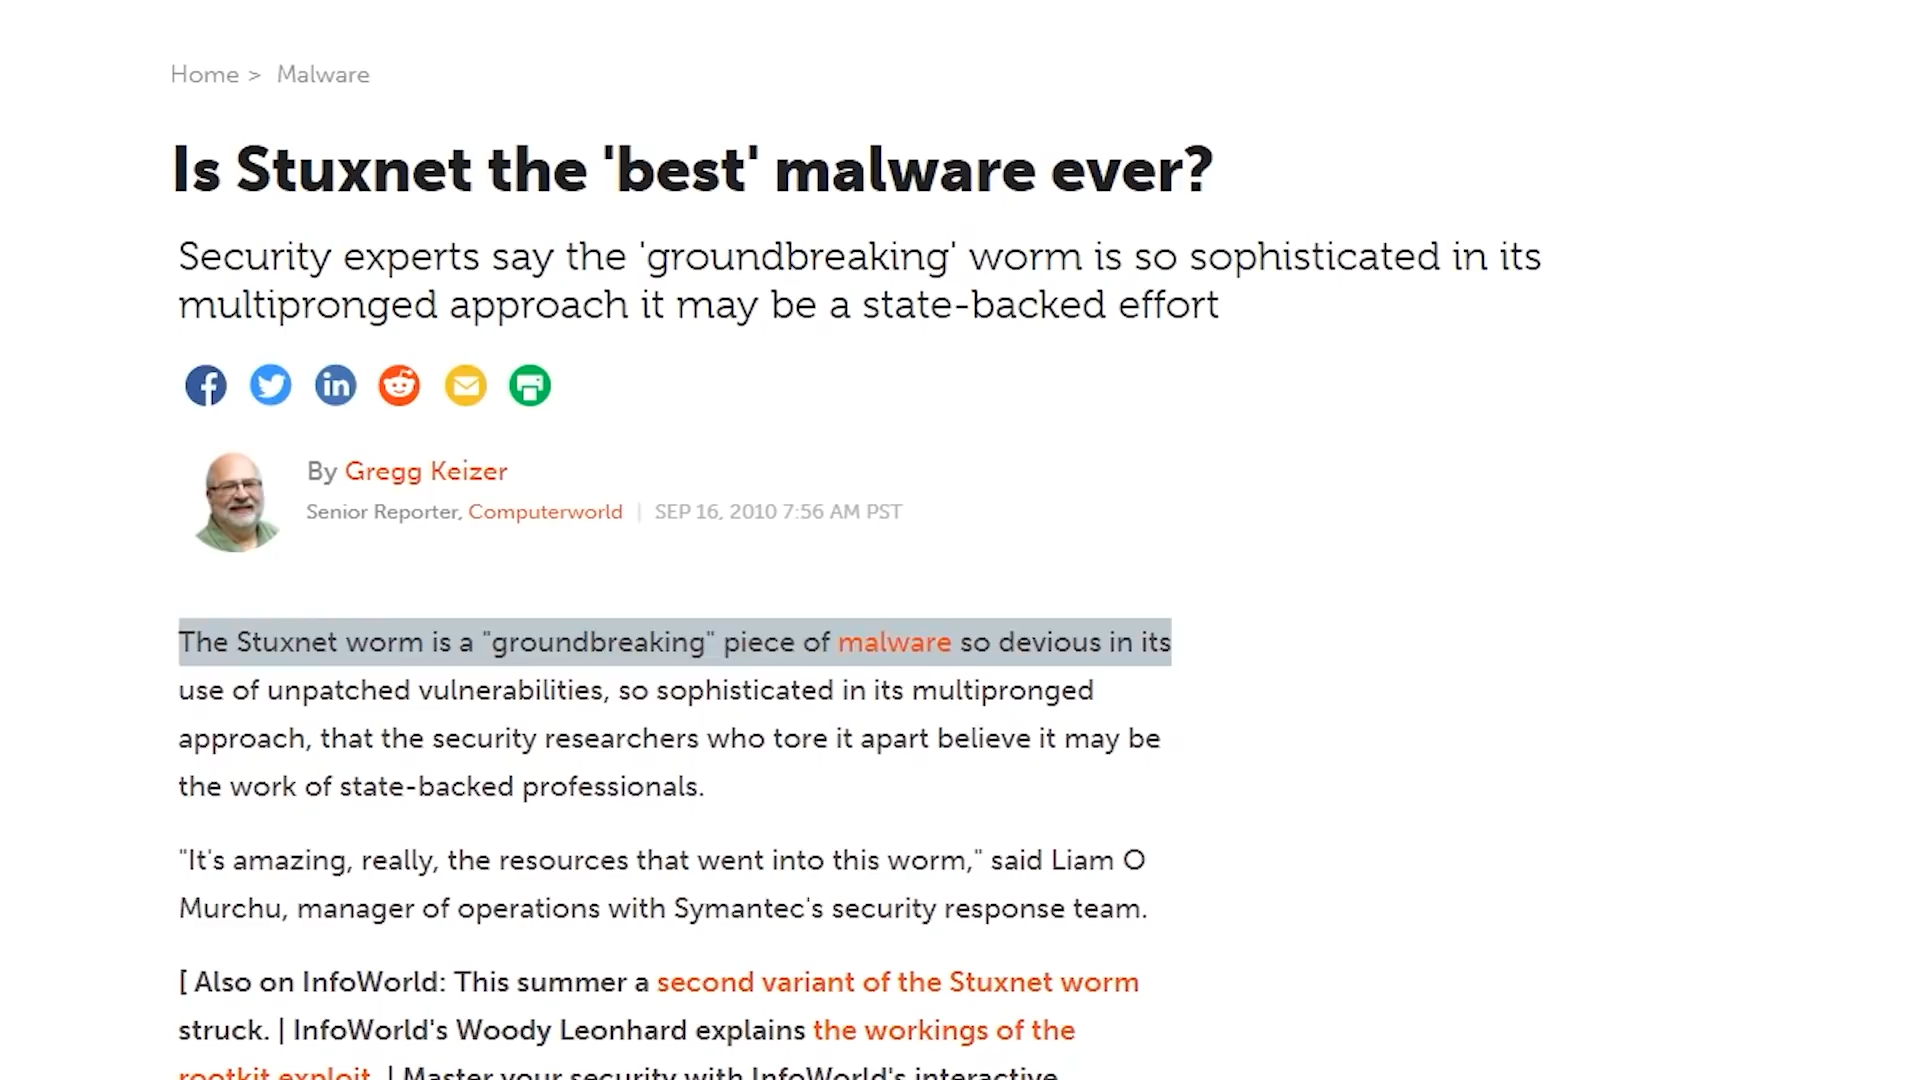 Home > Malware
Is Stuxnet the 'best' malware ever?
Security experts say the 'groundbreaking' worm is so sophisticated in its
multipronged approach it may be a state-backed effort
By Gregg Keizer
Senior Reporter, Computerworld | SEP 16, 2010 7:56 AM PST
The Stuxnet worm is a "groundbreaking" piece of malware so devious in its
use of unpatched vulnerabilities, so sophisticated in its multipronged
approach, that the security researchers who tore it apart believe it may be
the work of state-backed professionals.
"It's amazing, really, the resources that went into this worm," said Liam O
Murchu, manager of operations with Symantec's security response team.
[ Also on InfoWorld: This summer a second variant of the Stuxnet worm
struck. | InfoWorld's Woody Leonhard explains the workings of the
rootkit exploit. | Master your security with InfoWorld's interactive